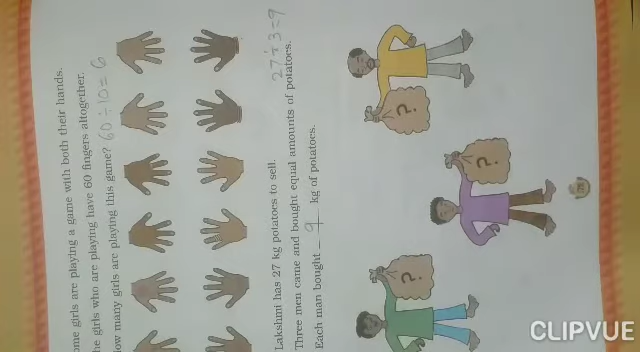 ome girls are playing a game with both their hands.
he girls who are playing have 60 fingers altogether.
ow many girls are playing this game? 60 ÷ 10 = 6
Lakshmi has 27 kg potatoes to sell. 27 ÷ 3 = 9
Three men came and bought equal amounts of potatoes.
Each man bought 9 kg of potatoes.
?
?
?
CLIPVUE